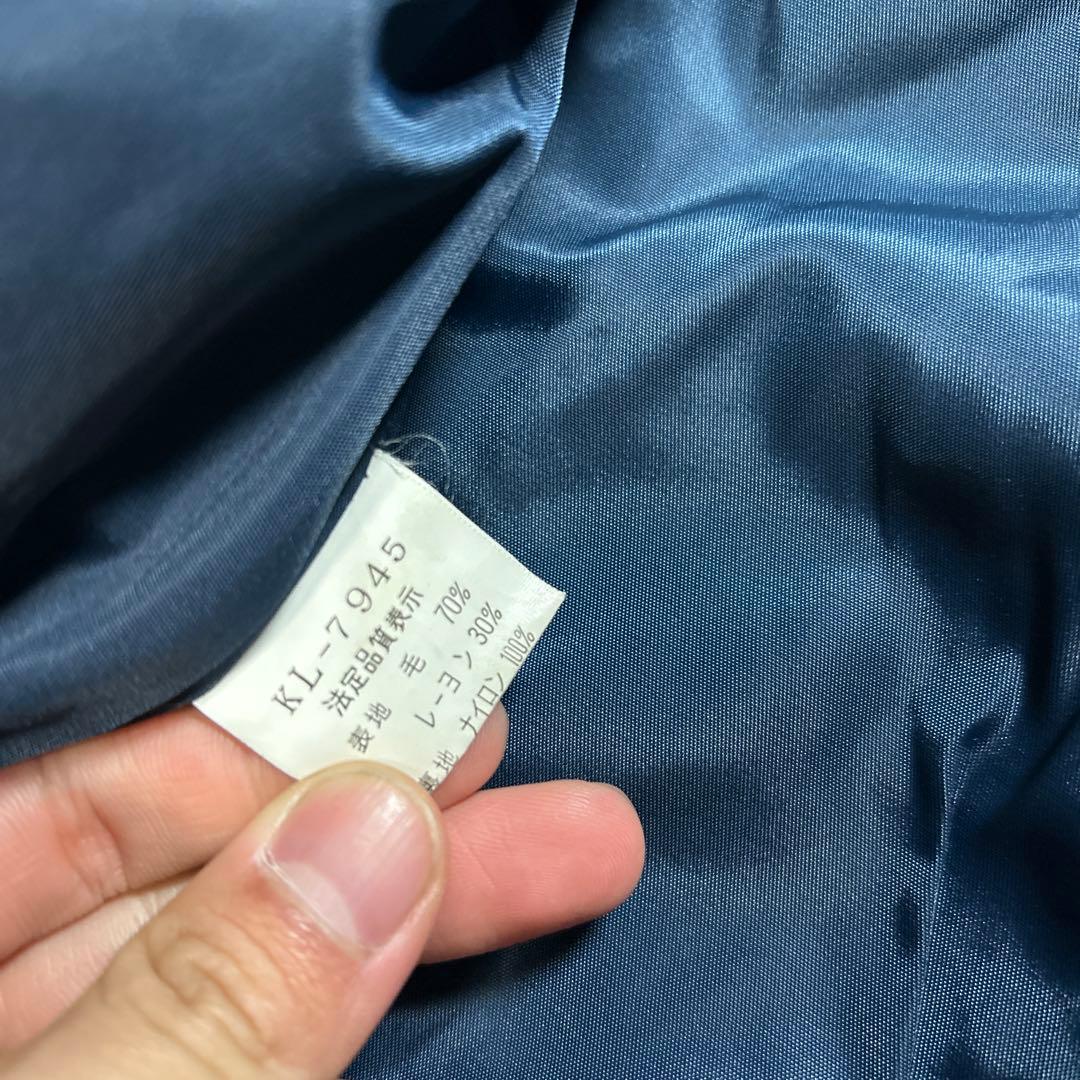 KL-7945
法定品質表示
表地 毛 70%
レーヨン 30%
裏地 ナイロン 100%